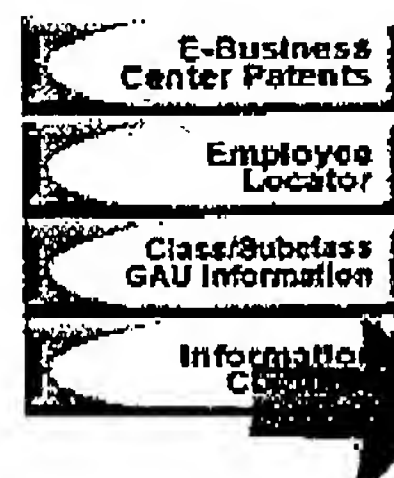 E-Business
Center Patents
Employee
Locator
Class/Subclass
GAU Information
Information